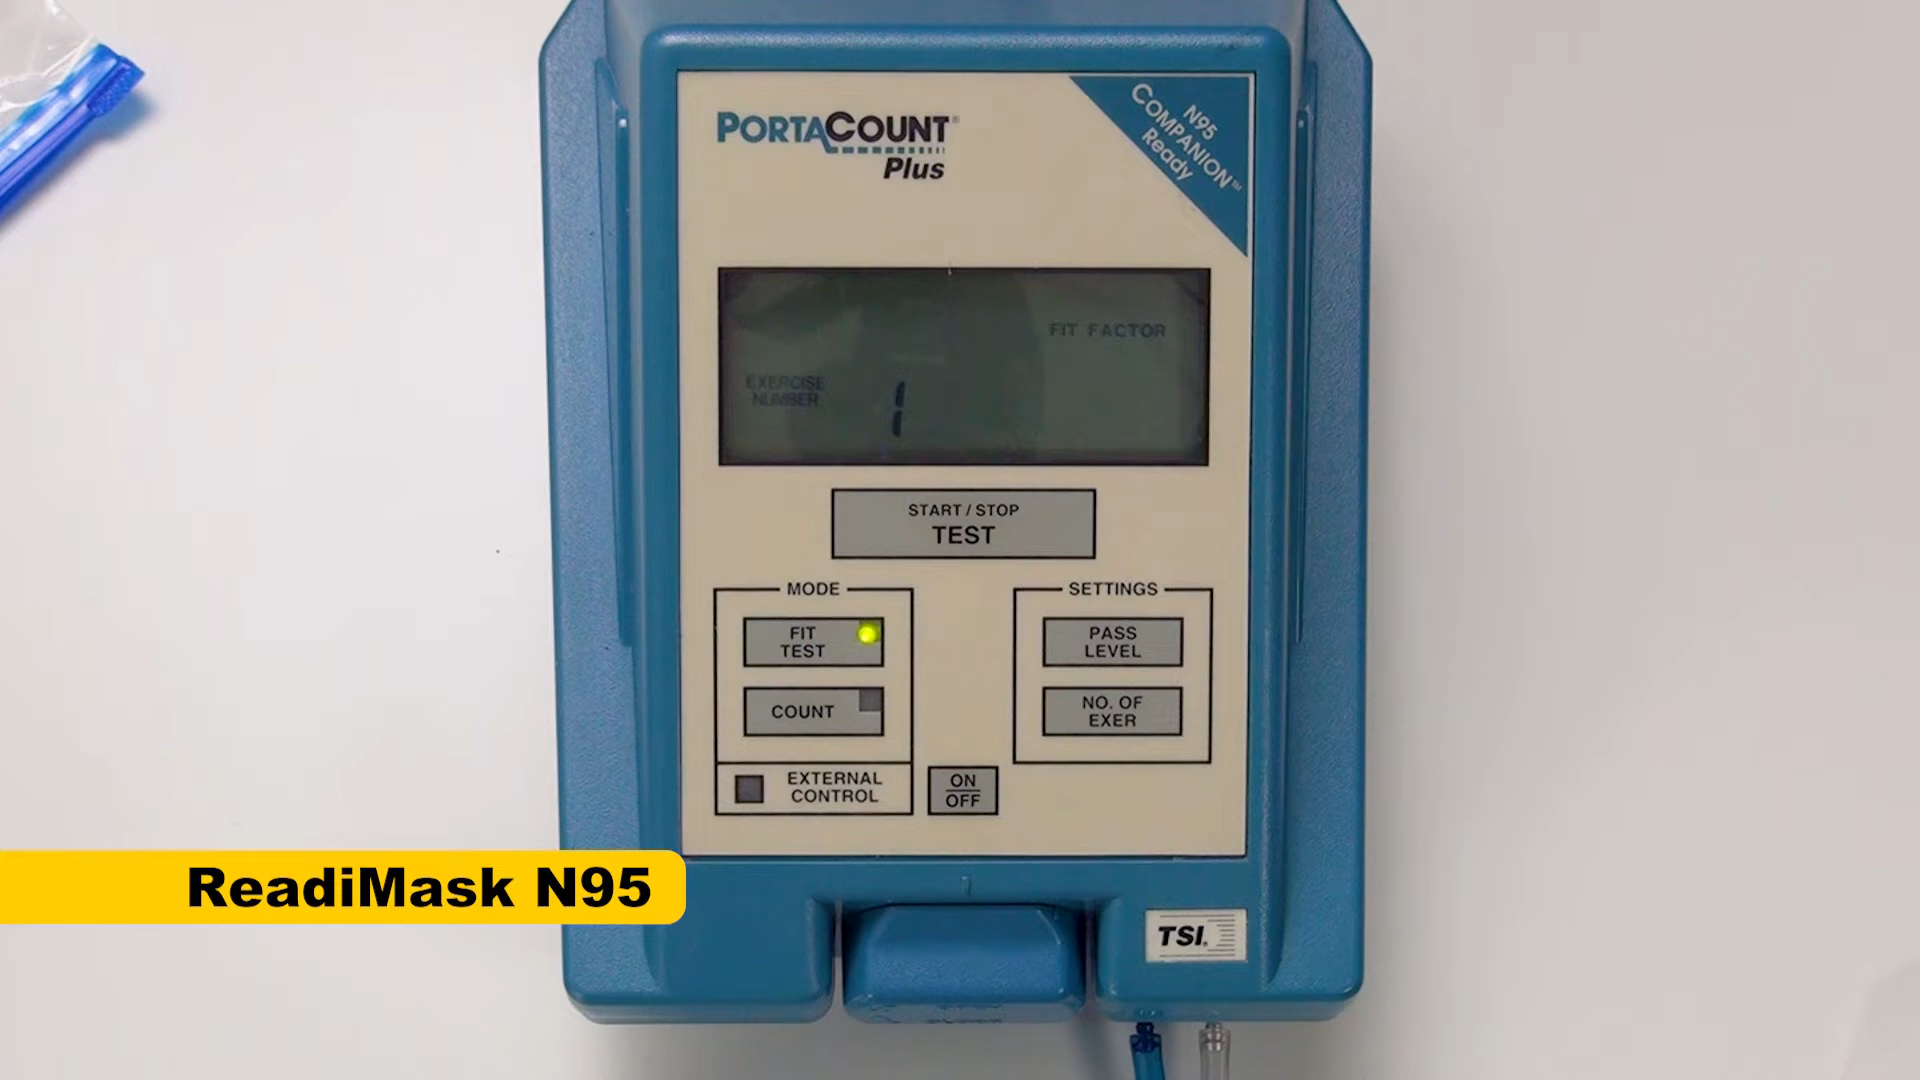 PORTACOUNT®
Plus
N95
COMPANION™
Ready
FIT FACTOR
EXERCISE
NUMBER
1
START / STOP
TEST
MODE
FIT
TEST
COUNT
EXTERNAL
CONTROL
ON
OFF
SETTINGS
PASS
LEVEL
NO. OF
EXER
ReadiMask N95
TSI